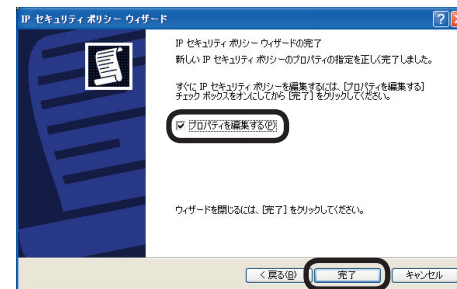 IP セキュリティ ポリシー ウィザード
IP セキュリティ ポリシー ウィザードの完了
新しい IP セキュリティ ポリシーのプロパティの指定を正しく完了しました。
すぐに IP セキュリティ ポリシーを編集するには、[プロパティを編集する]
チェック ボックスをオンにしてから [完了] をクリックしてください。
プロパティを編集する(P)
ウィザードを閉じるには、[完了] をクリックしてください。
< 戻る(B)
完了
キャンセル